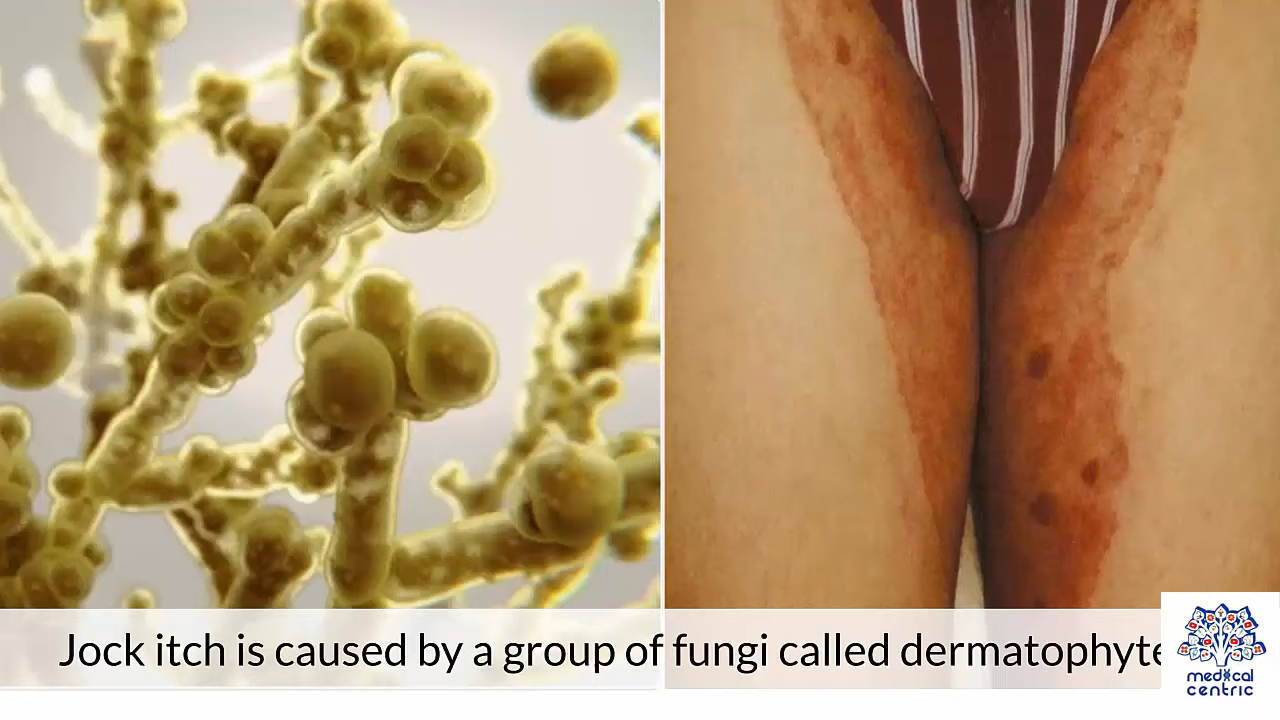 Jock itch is caused by a group of fungi called dermatophyte
medical
centric